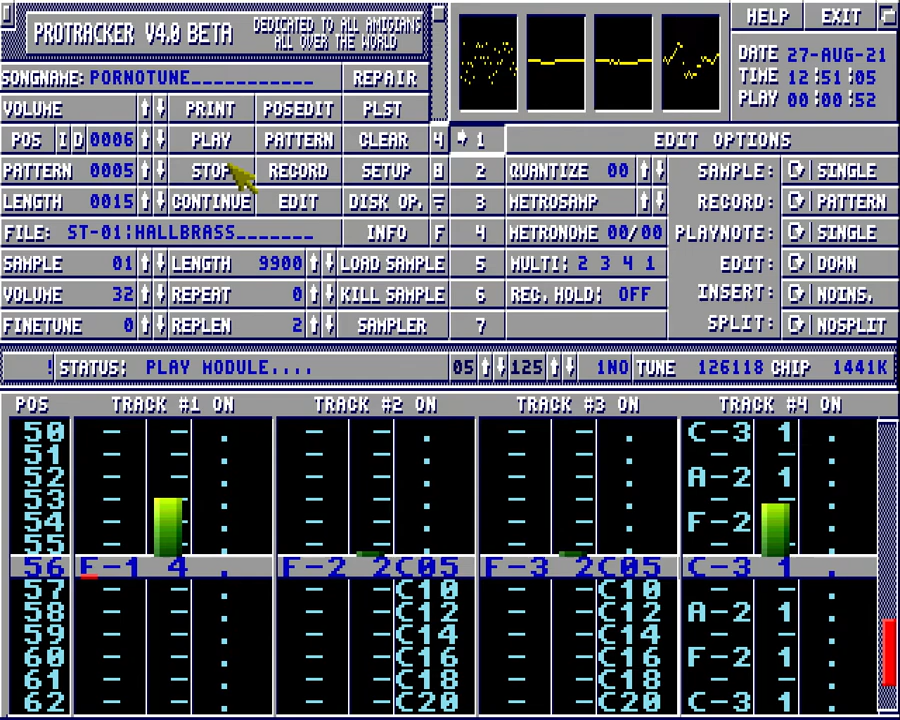 PROTRACKER V4.0 BETA
DEDICATED TO ALL AMIGIANS
ALL OVER THE WORLD
HELP EXIT
DATE 27-AUG-21
TIME 12:51:05
PLAY 00:00:52
SONGNAME: PORNOTUNE____________ REPAIR
VOLUME PRINT POSEDIT PLST
POS I D 0006 PLAY PATTERN CLEAR 1 EDIT OPTIONS
PATTERN 0005 STOP RECORD SETUP 2 QUANTIZE 00 SAMPLE: SINGLE
LENGTH 0015 CONTINUE EDIT DISK OP. 3 METROSAMP RECORD: PATTERN
FILE: ST-01:HALLBRASS_______ INFO F 4 METRONOME 00/00 PLAYNOTE: SINGLE
SAMPLE 01 LENGTH 9900 LOAD SAMPLE 5 MULTI: 2 3 4 1 EDIT: DOWN
VOLUME 32 REPEAT 0 KILL SAMPLE 6 REC. HOLD: OFF INSERT: NOINS.
FINETUNE 0 REPLEN 2 SAMPLER 7 SPLIT: NOSPLIT
! STATUS: PLAY MODULE.... 05 125 1NO TUNE 126118 CHIP 1441K
POS TRACK #1 ON TRACK #2 ON TRACK #3 ON TRACK #4 ON
50 – – . – – . – – . C-3 1 .
51 – – . – – . – – . – – .
52 – – . – – . – – . A-2 1 .
53 – – . – – . – – . – – .
54 – – . – – . – – . F-2 1 .
55 – – . – – . – – . – – .
56 F-1 4 . F-2 2C05 F-3 2C05 C-3 1 .
57 – – . – –C10 – –C10 – – .
58 – – . – –C12 – –C12 A-2 1 .
59 – – . – –C14 – –C14 – – .
60 – – . – –C16 – –C16 F-2 1 .
61 – – . – –C18 – –C18 – – .
62 – – . – –C20 – –C20 C-3 1 .